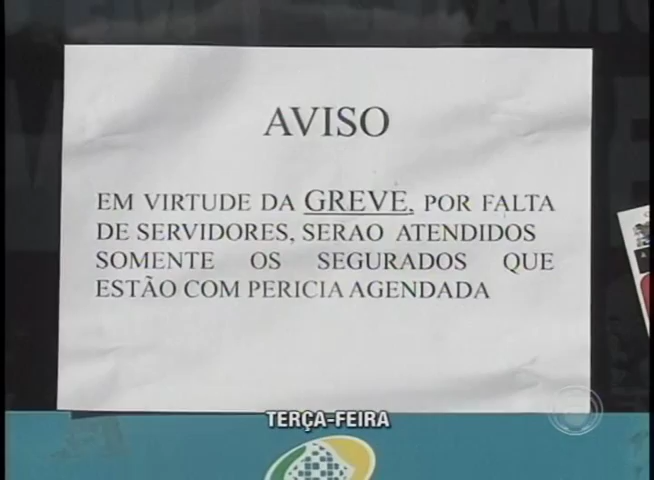 AVISO
EM VIRTUDE DA GREVE, POR FALTA
DE SERVIDORES, SERAO ATENDIDOS
SOMENTE OS SEGURADOS QUE
ESTÃO COM PERICIA AGENDADA
TERÇA-FEIRA